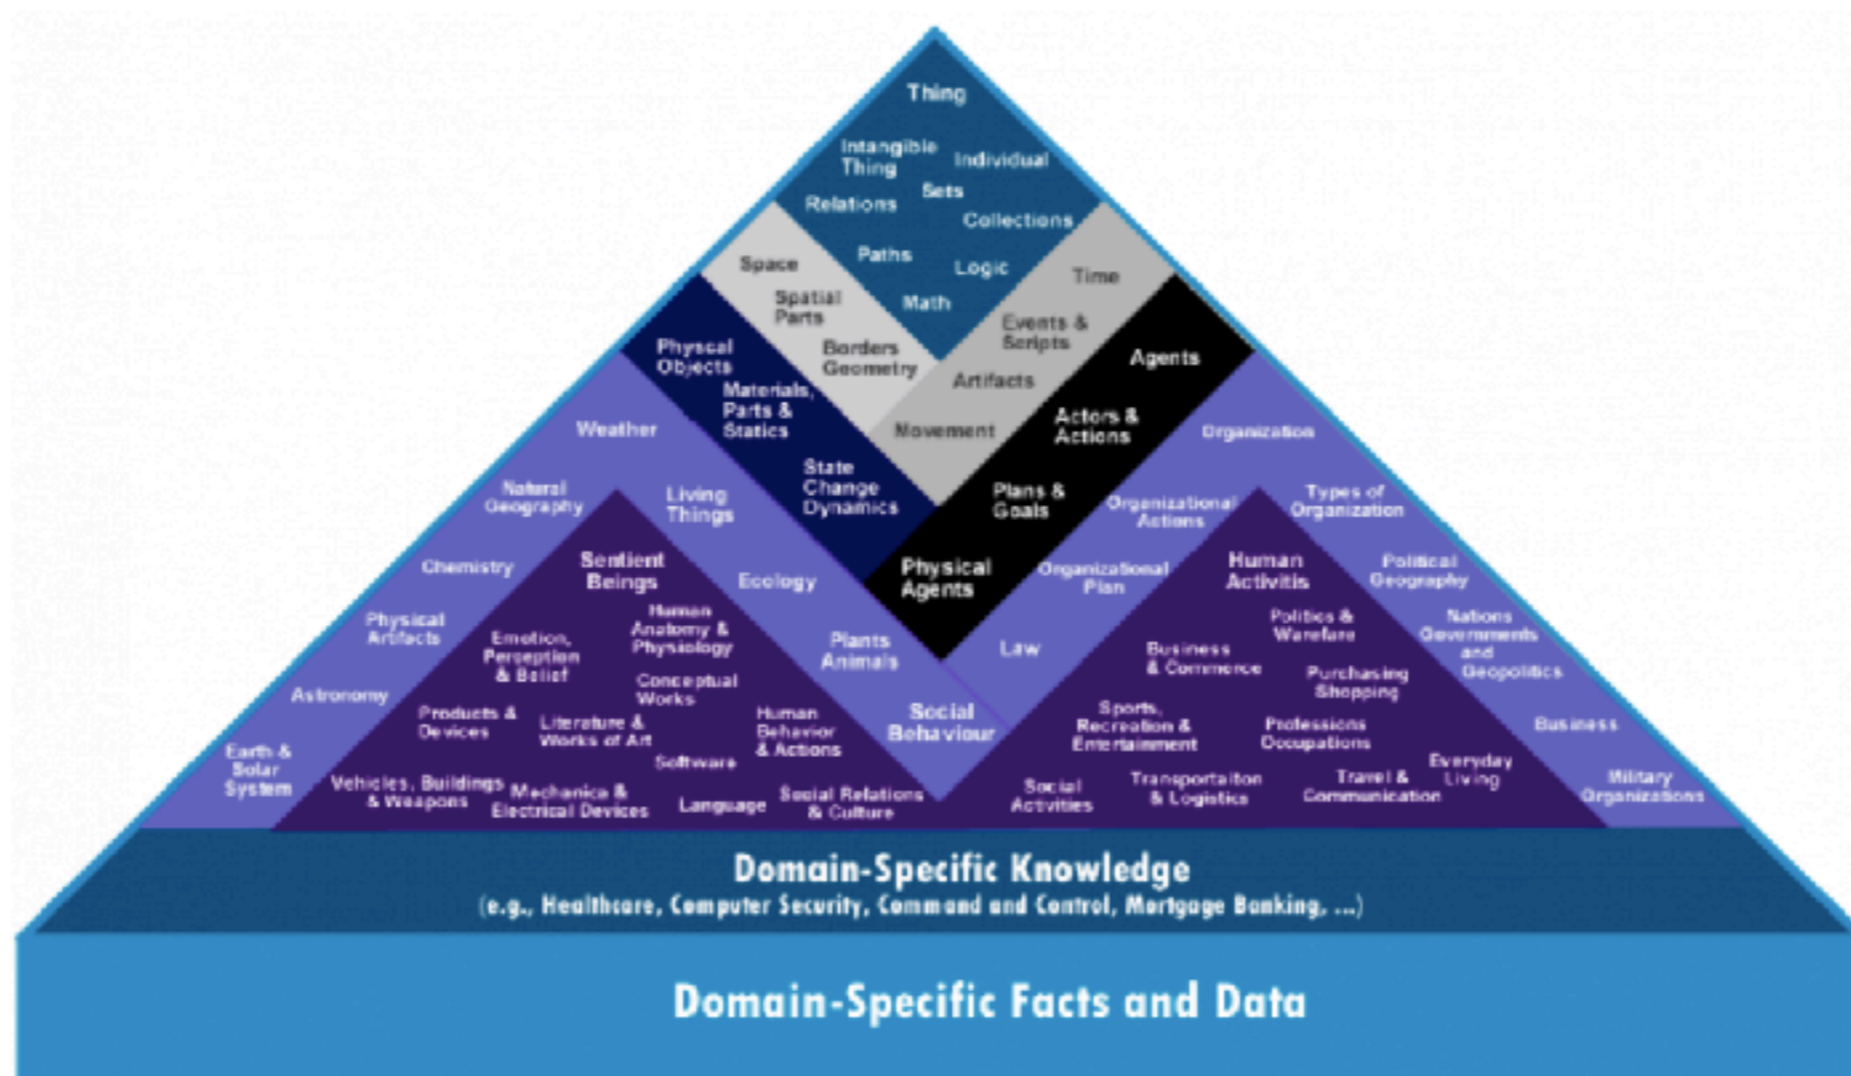 Thing
Intangible
Thing
Individual
Sets
Relations
Collections
Paths
Logic
Math
Space
Spatial
Parts
Borders
Geometry
Time
Events &
Scripts
Artifacts
Movement
Physcal
Objects
Materials,
Parts &
Statics
State
Change
Dynamics
Agents
Actors &
Actions
Plans &
Goals
Physical
Agents
Weather
Natural
Geography
Living
Things
Chemistry
Ecology
Physical
Artifacts
Plants
Animals
Astronomy
Social
Behaviour
Earth &
Solar
System
Organization
Organizational
Actions
Types of
Organization
Organizational
Plan
Political
Geography
Law
Nations
Governments
and
Geopolitics
Business
Military
Organizations
Sentient
Beings
Human
Anatomy &
Physiology
Emotion,
Perception
& Belief
Conceptual
Works
Products &
Devices
Literature &
Works of Art
Human
Behavior
& Actions
Software
Vehicles, Buildings
& Weapons
Mechanica &
Electrical Devices
Language
Social Relations
& Culture
Human
Activitis
Politics &
Warefare
Business
& Commerce
Purchasing
Shopping
Sports,
Recreation &
Entertainment
Professions
Occupations
Everyday
Living
Social
Activities
Transportaiton
& Logistics
Travel &
Communication
Domain-Specific Knowledge
(e.g., Healthcare, Computer Security, Command and Control, Mortgage Banking, ...)
Domain-Specific Facts and Data